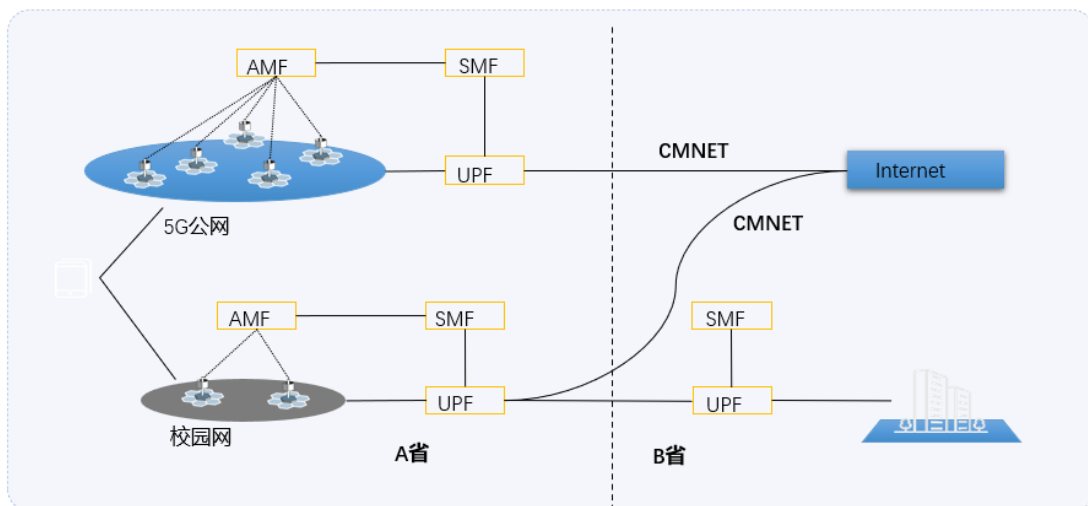 AMF
SMF
UPF
CMNET
Internet
5G公网
CMNET
AMF
SMF
SMF
UPF
UPF
校园网
A省
B省